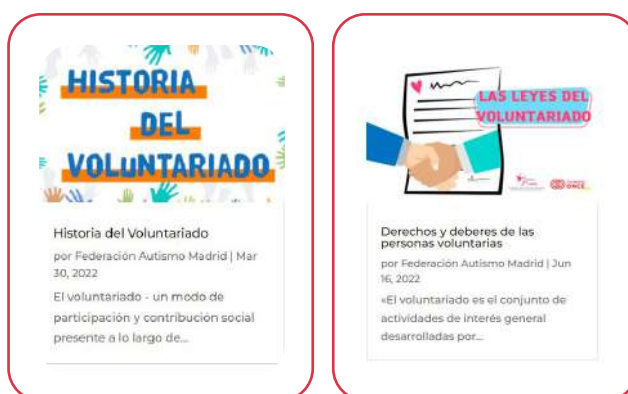 HISTORIA
DEL
VOLUNTARIADO
Historia del Voluntariado
por Federación Autismo Madrid | Mar
30, 2022
El voluntariado - un modo de
participación y contribución social
presente a lo largo de...
LAS LEYES DEL
VOLUNTARIADO
ONCE
Derechos y deberes de las
personas voluntarias
por Federación Autismo Madrid | Jun
16, 2022
«El voluntariado es el conjunto de
actividades de interés general
desarrolladas por...